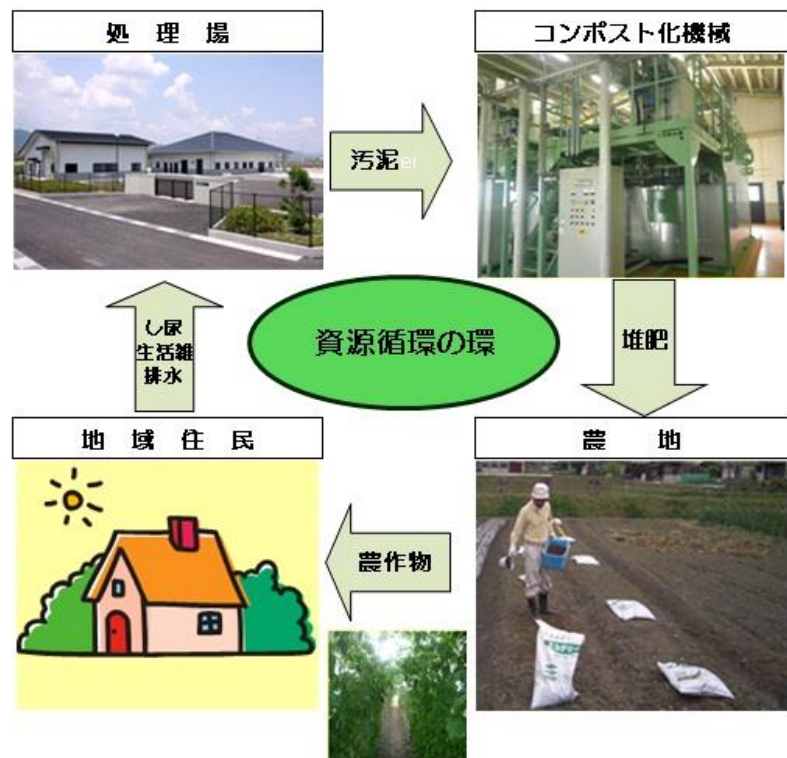 処理場
コンポスト化機械
汚泥
資源循環の環
し尿
生活雑
排水
堆肥
地域住民
農地
農作物